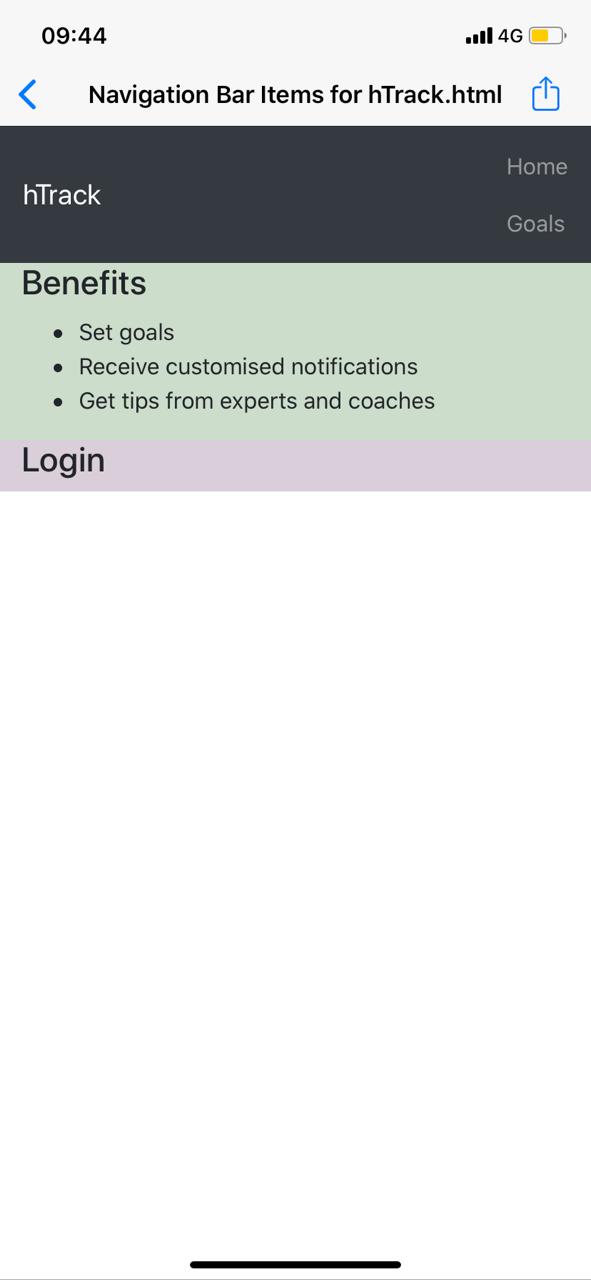 09:44
4G
Navigation Bar Items for hTrack.html
Home
hTrack
Goals
Benefits
Set goals
Receive customised notifications
Get tips from experts and coaches
Login